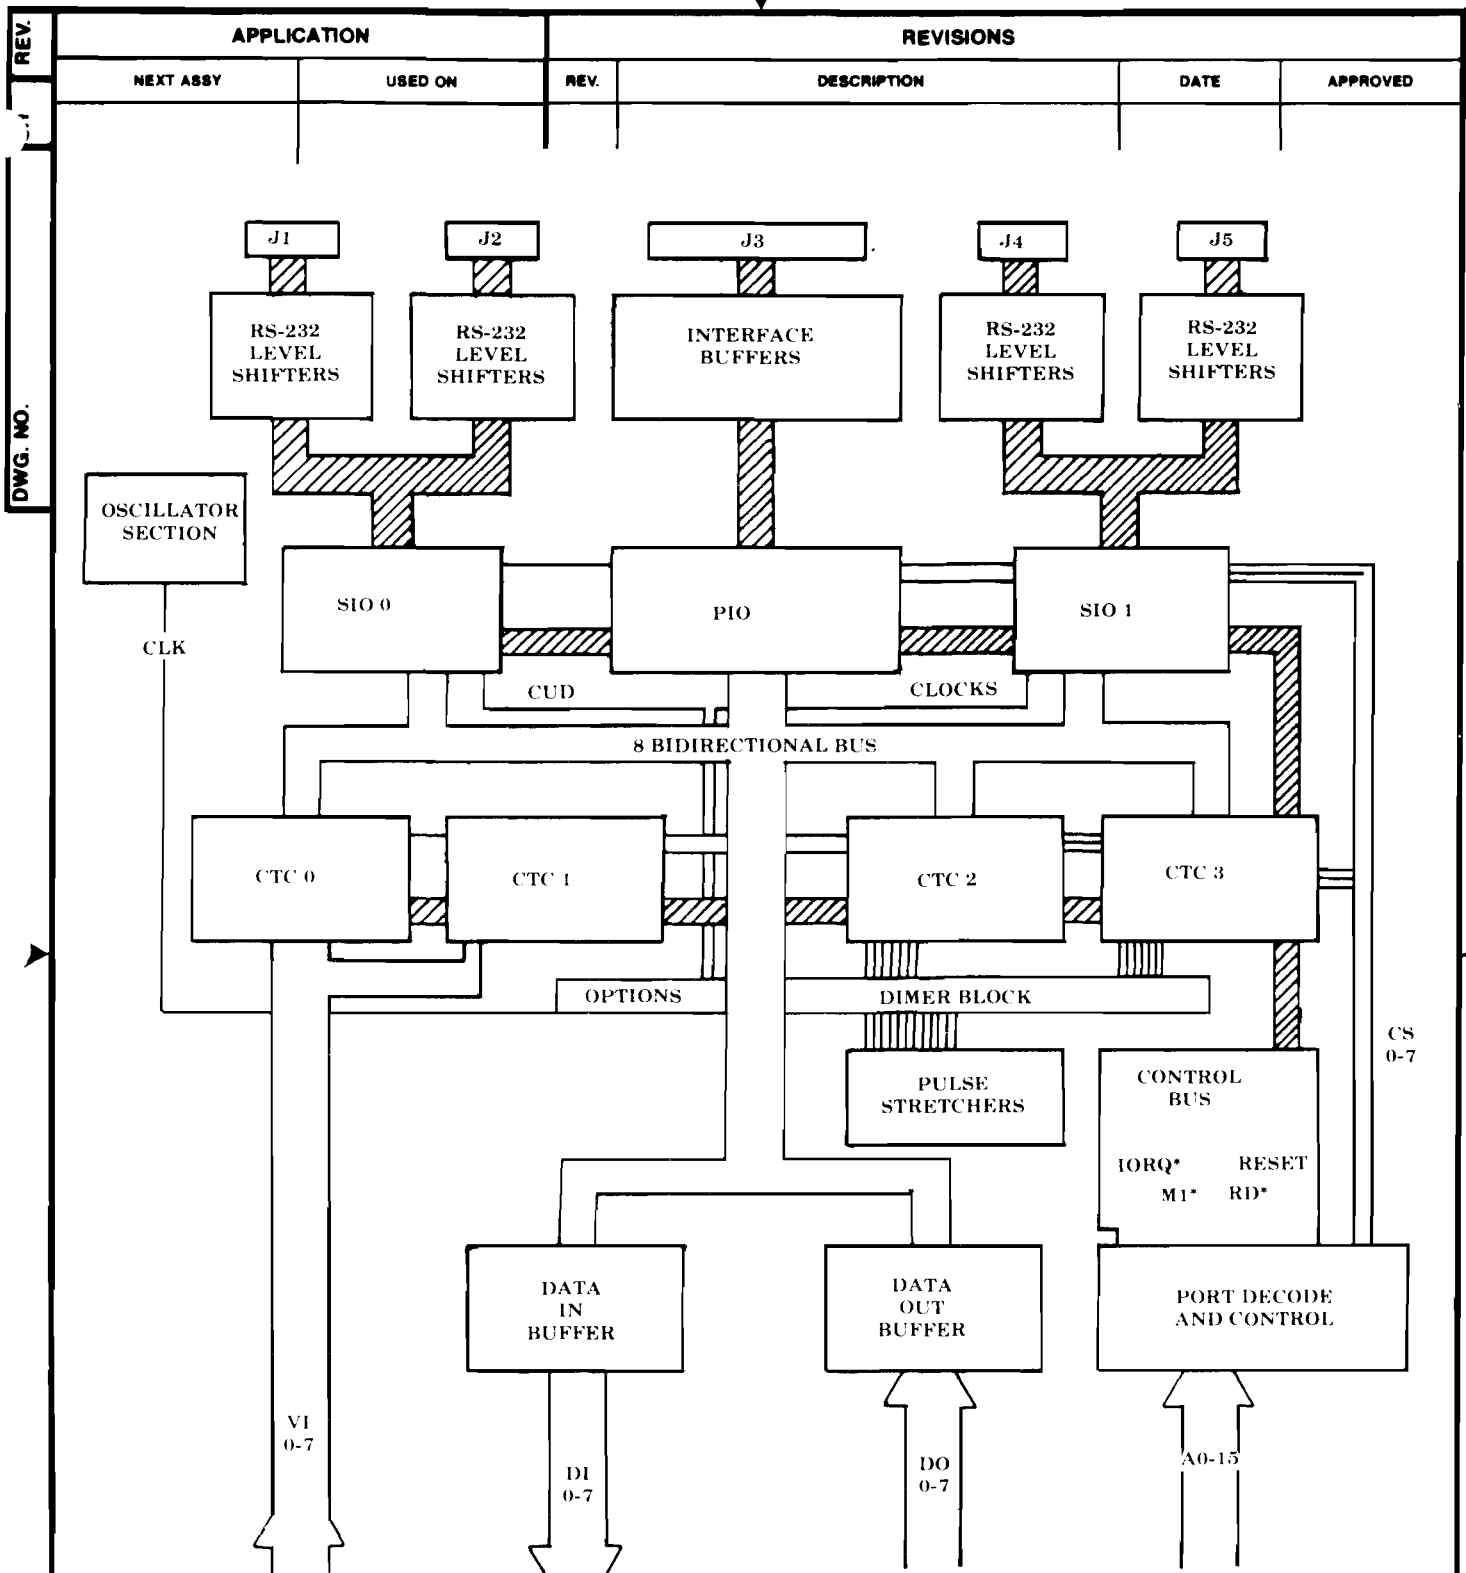 REV.
APPLICATION
REVISIONS
NEXT ASSY
USED ON
REV.
DESCRIPTION
DATE
APPROVED
DWG. NO.
J1
J2
J3
J4
J5
RS-232
LEVEL
SHIFTERS
RS-232
LEVEL
SHIFTERS
INTERFACE
BUFFERS
RS-232
LEVEL
SHIFTERS
RS-232
LEVEL
SHIFTERS
OSCILLATOR
SECTION
SIO 0
PIO
SIO 1
CLK
CUD
CLOCKS
8 BIDIRECTIONAL BUS
CTC 0
CTC 1
CTC 2
CTC 3
OPTIONS
DIMER BLOCK
CS
0-7
PULSE
STRETCHERS
CONTROL
BUS
IORQ*
RESET
M1*
RD*
DATA
IN
BUFFER
DATA
OUT
BUFFER
PORT DECODE
AND CONTROL
VI
0-7
DI
0-7
DO
0-7
A0-15